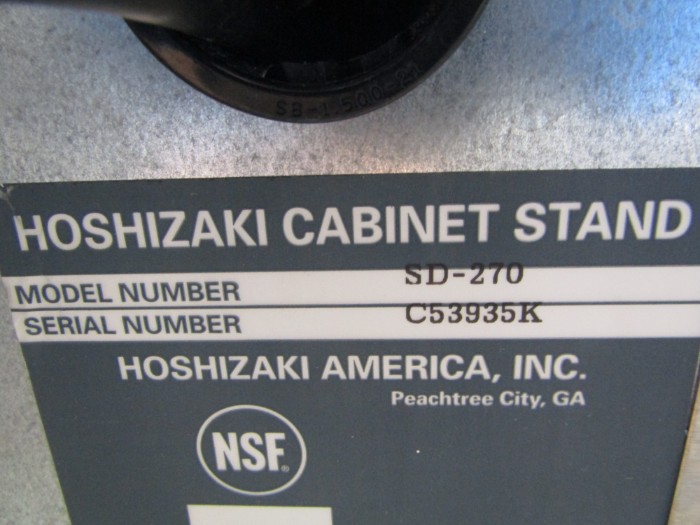 HOSHIZAKI CABINET STAND
MODEL NUMBER SD-270
SERIAL NUMBER C53935K
HOSHIZAKI AMERICA, INC.
Peachtree City, GA
NSF